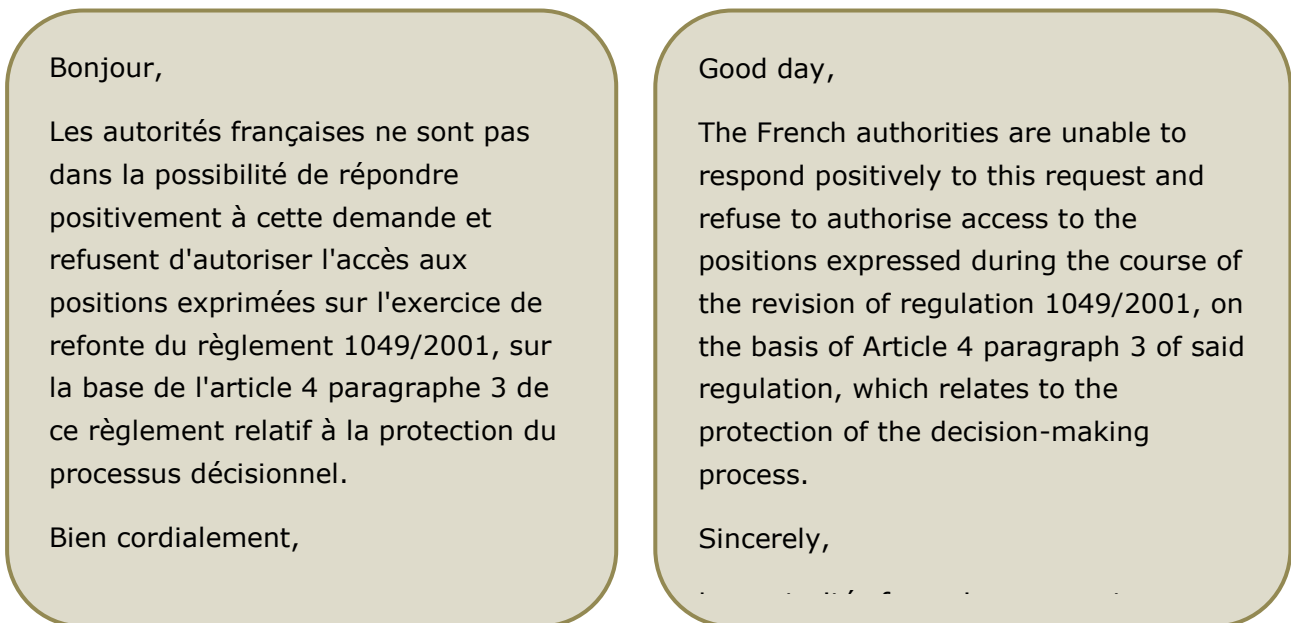 Bonjour,
Les autorités françaises ne sont pas
dans la possibilité de répondre
positivement à cette demande et
refusent d'autoriser l'accès aux
positions exprimées sur l'exercice de
refonte du règlement 1049/2001, sur
la base de l'article 4 paragraphe 3 de
ce règlement relatif à la protection du
processus décisionnel.
Bien cordialement,
Good day,
The French authorities are unable to
respond positively to this request and
refuse to authorise access to the
positions expressed during the course of
the revision of regulation 1049/2001, on
the basis of Article 4 paragraph 3 of said
regulation, which relates to the
protection of the decision-making
process.
Sincerely,